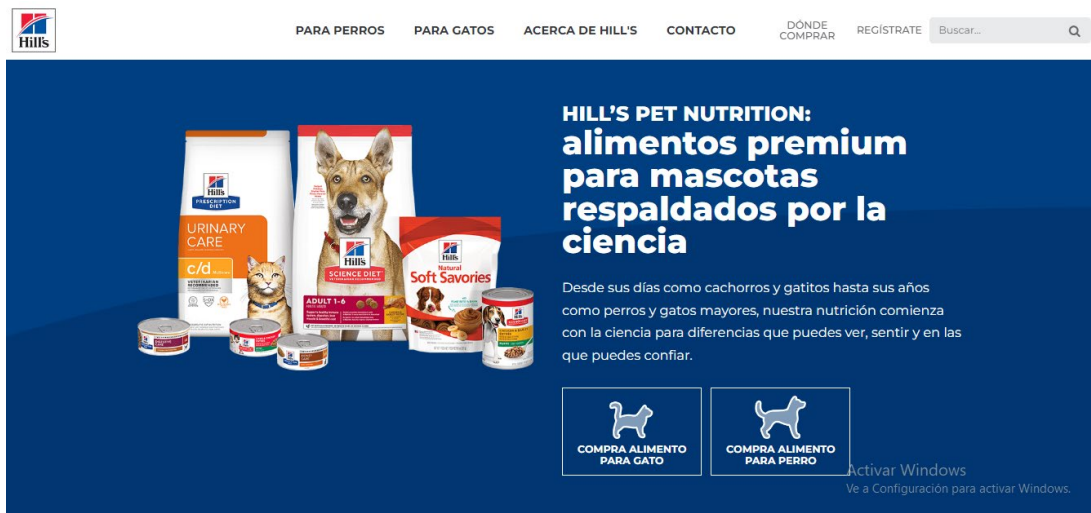 Hill's
PARA PERROS
PARA GATOS
ACERCA DE HILL'S
CONTACTO
DÓNDE
COMPRAR
REGÍSTRATE
Buscar...
HILL'S PET NUTRITION:
alimentos premium
para mascotas
respaldados por la
ciencia
Desde sus días como cachorros y gatitos hasta sus años
como perros y gatos mayores, nuestra nutrición comienza
con la ciencia para diferencias que puedes ver, sentir y en las
que puedes confiar.
COMPRA ALIMENTO
PARA GATO
COMPRA ALIMENTO
PARA PERRO
Hill's
PRESCRIPTION
DIET
URINARY
CARE
c/d
Hill's
SCIENCE DIET
ADULT 1-6
Hill's
Natural
Soft Savories
Activar Windows
Ve a Configuración para activar Windows.